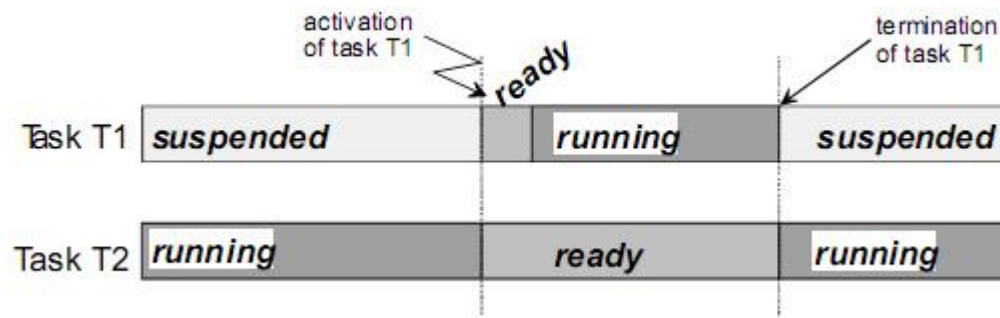 activation
of task T1
ready
termination
of task T1
Task T1
suspended
running
suspended
Task T2
running
ready
running